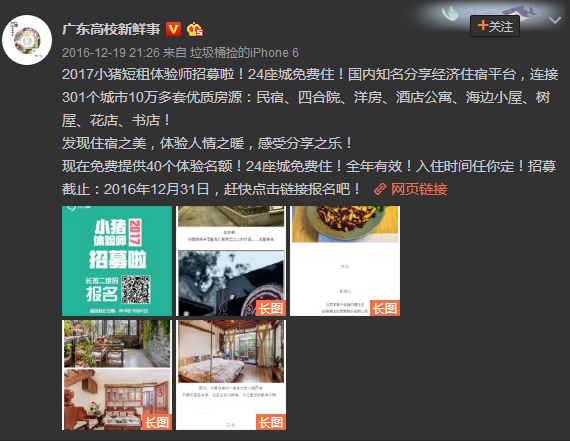 广东高校新鲜事
+关注
2016-12-19 21:26 来自 垃圾桶捡的iPhone 6
2017小猪短租体验师招募啦！24座城免费住！国内知名分享经济住宿平台，连接
301个城市10万多套优质房源：民宿、四合院、洋房、酒店公寓、海边小屋、树
屋、花店、书店！
发现住宿之美，体验人情之暖，感受分享之乐！
现在免费提供40个体验名额！24座城免费住！全年有效！入住时间任你定！招募
截止：2016年12月31日，赶快点击链接报名吧！ 网页链接
小猪
体验师
2017
招募啦
长按二维码
报名
长图
长图
长图
长图